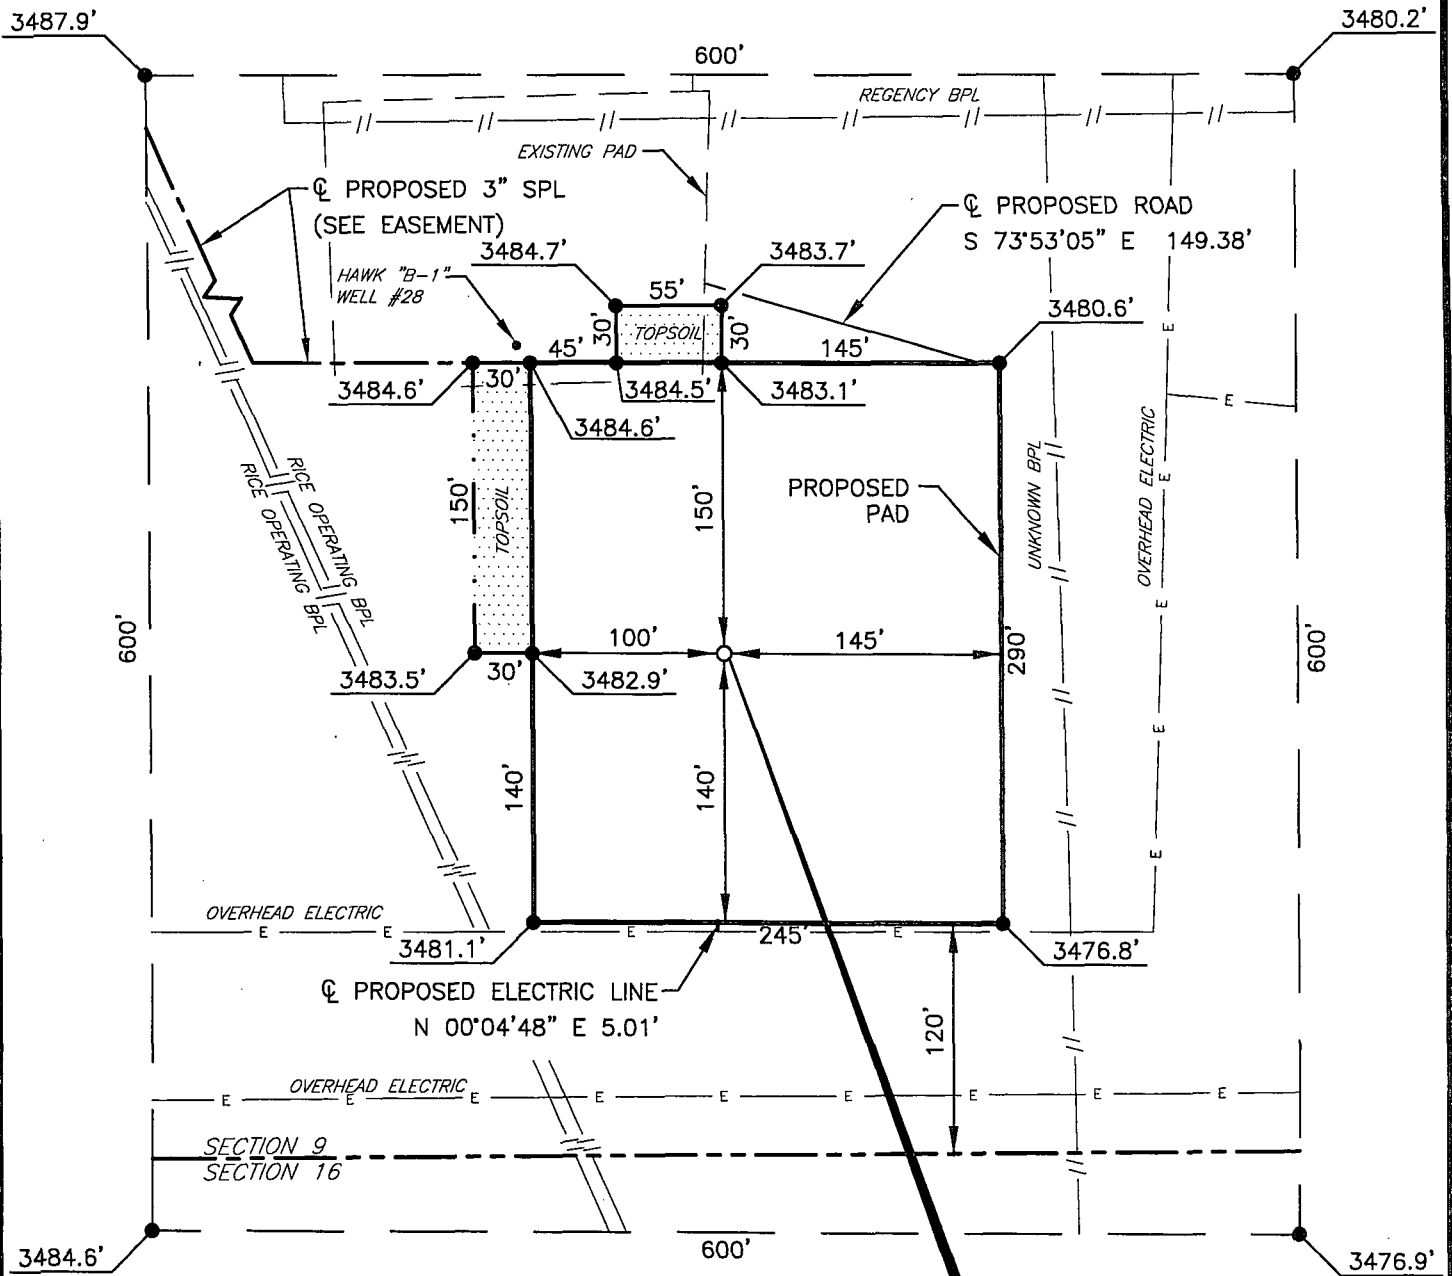 3487.9'
3480.2'
600'
REGENCY BPL
EXISTING PAD
℄ PROPOSED 3" SPL
(SEE EASEMENT)
℄ PROPOSED ROAD
S 73°53'05" E 149.38'
3484.7'
3483.7'
HAWK "B-1"
WELL #28
55'
30'
TOPSOIL
30'
3480.6'
45'
145'
30'
3484.6'
3484.5'
3483.1'
3484.6'
E
E
OVERHEAD ELECTRIC
UNKNOWN BPL
E
RICE OPERATING BPL
RICE OPERATING BPL
150'
TOPSOIL
150'
PROPOSED
PAD
E
600'
100'
145'
290'
600'
30'
3483.5'
3482.9'
E
140'
140'
E
OVERHEAD ELECTRIC
E
E
E
245'
E
3481.1'
3476.8'
℄ PROPOSED ELECTRIC LINE
N 00°04'48" E 5.01'
120'
OVERHEAD ELECTRIC
E
E
E
E
E
E
E
E
E
SECTION 9
SECTION 16
600'
3484.6'
3476.9'